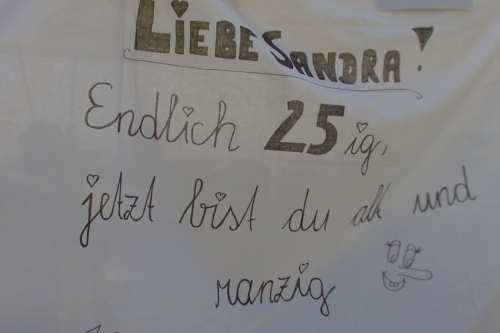 LIEBE SANDRA!
Endlich 25ig,
jetzt bist du alt und
ranzig